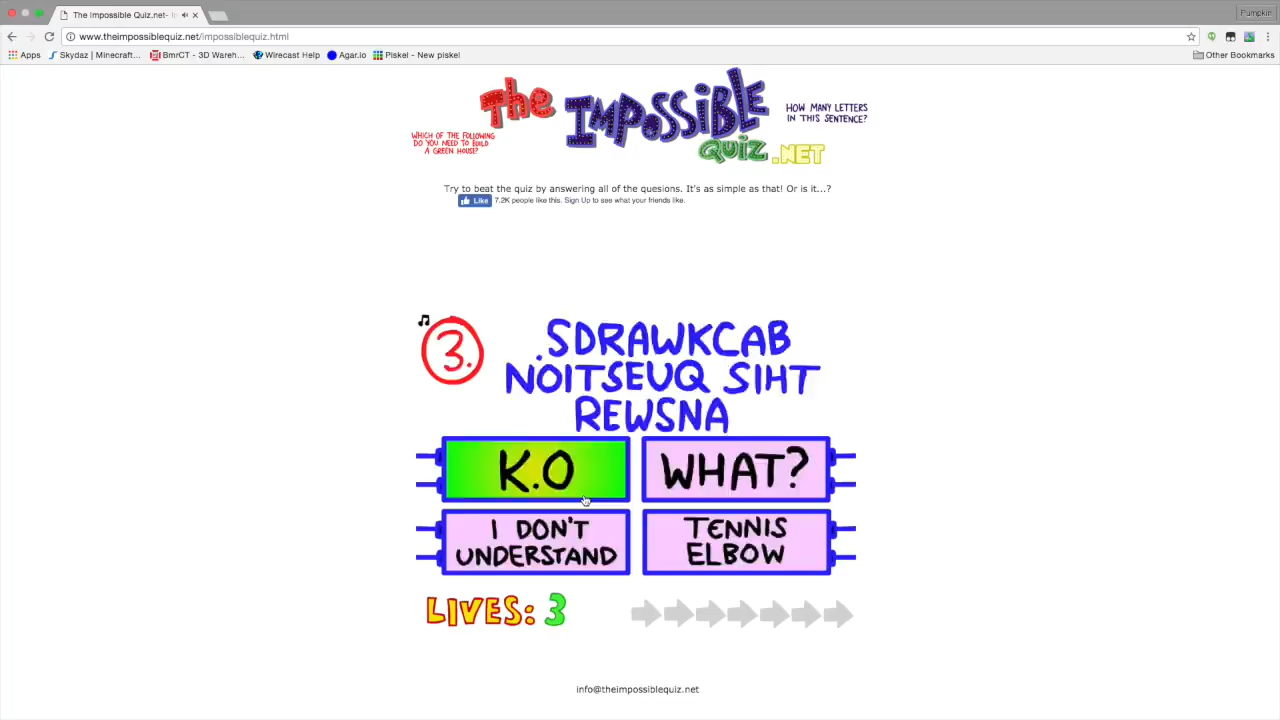 The Impossible Quiz.net- I
Pumpkin
www.theimpossiblequiz.net/impossiblequiz.html
Apps
Skydaz | Minecraft...
BmrCT - 3D Wareh...
Wirecast Help
Agar.io
Piskel - New piskel
Other Bookmarks
The IMPOSSIBLE
QUIZ .NET
WHICH OF THE FOLLOWING
DO YOU NEED TO BUILD
A GREEN HOUSE?
HOW MANY LETTERS
IN THIS SENTENCE?
Try to beat the quiz by answering all of the quesions. It's as simple as that! Or is it...?
Like 7.2K people like this. Sign Up to see what your friends like.
3.
.SDRAWKCAB
NOITSEUQ SIHT
REWSNA
K.O
WHAT?
I DON'T
UNDERSTAND
TENNIS
ELBOW
LIVES: 3
info@theimpossiblequiz.net